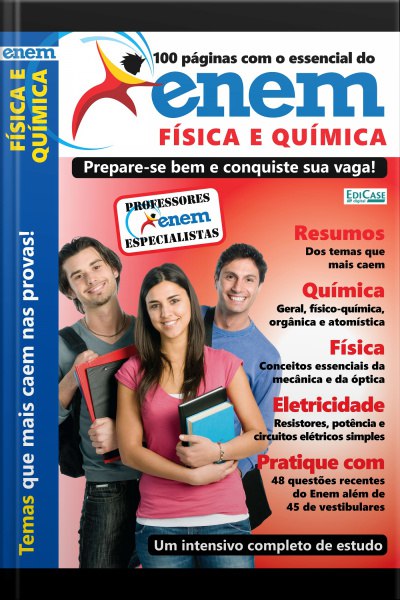 enem
FÍSICA E
QUÍMICA
Temas que mais caem nas provas!
100 páginas com o essencial do
enem
FÍSICA E QUÍMICA
Prepare-se bem e conquiste sua vaga!
EDICASE
digital
PROFESSORES
enem
ESPECIALISTAS
Resumos
Dos temas que
mais caem
Química
Geral, físico-química,
orgânica e atomística
Física
Conceitos essenciais da
mecânica e da óptica
Eletricidade
Resistores, potência e
circuitos elétricos simples
Pratique com
48 questões recentes
do Enem além de
45 de vestibulares
Um intensivo completo de estudo